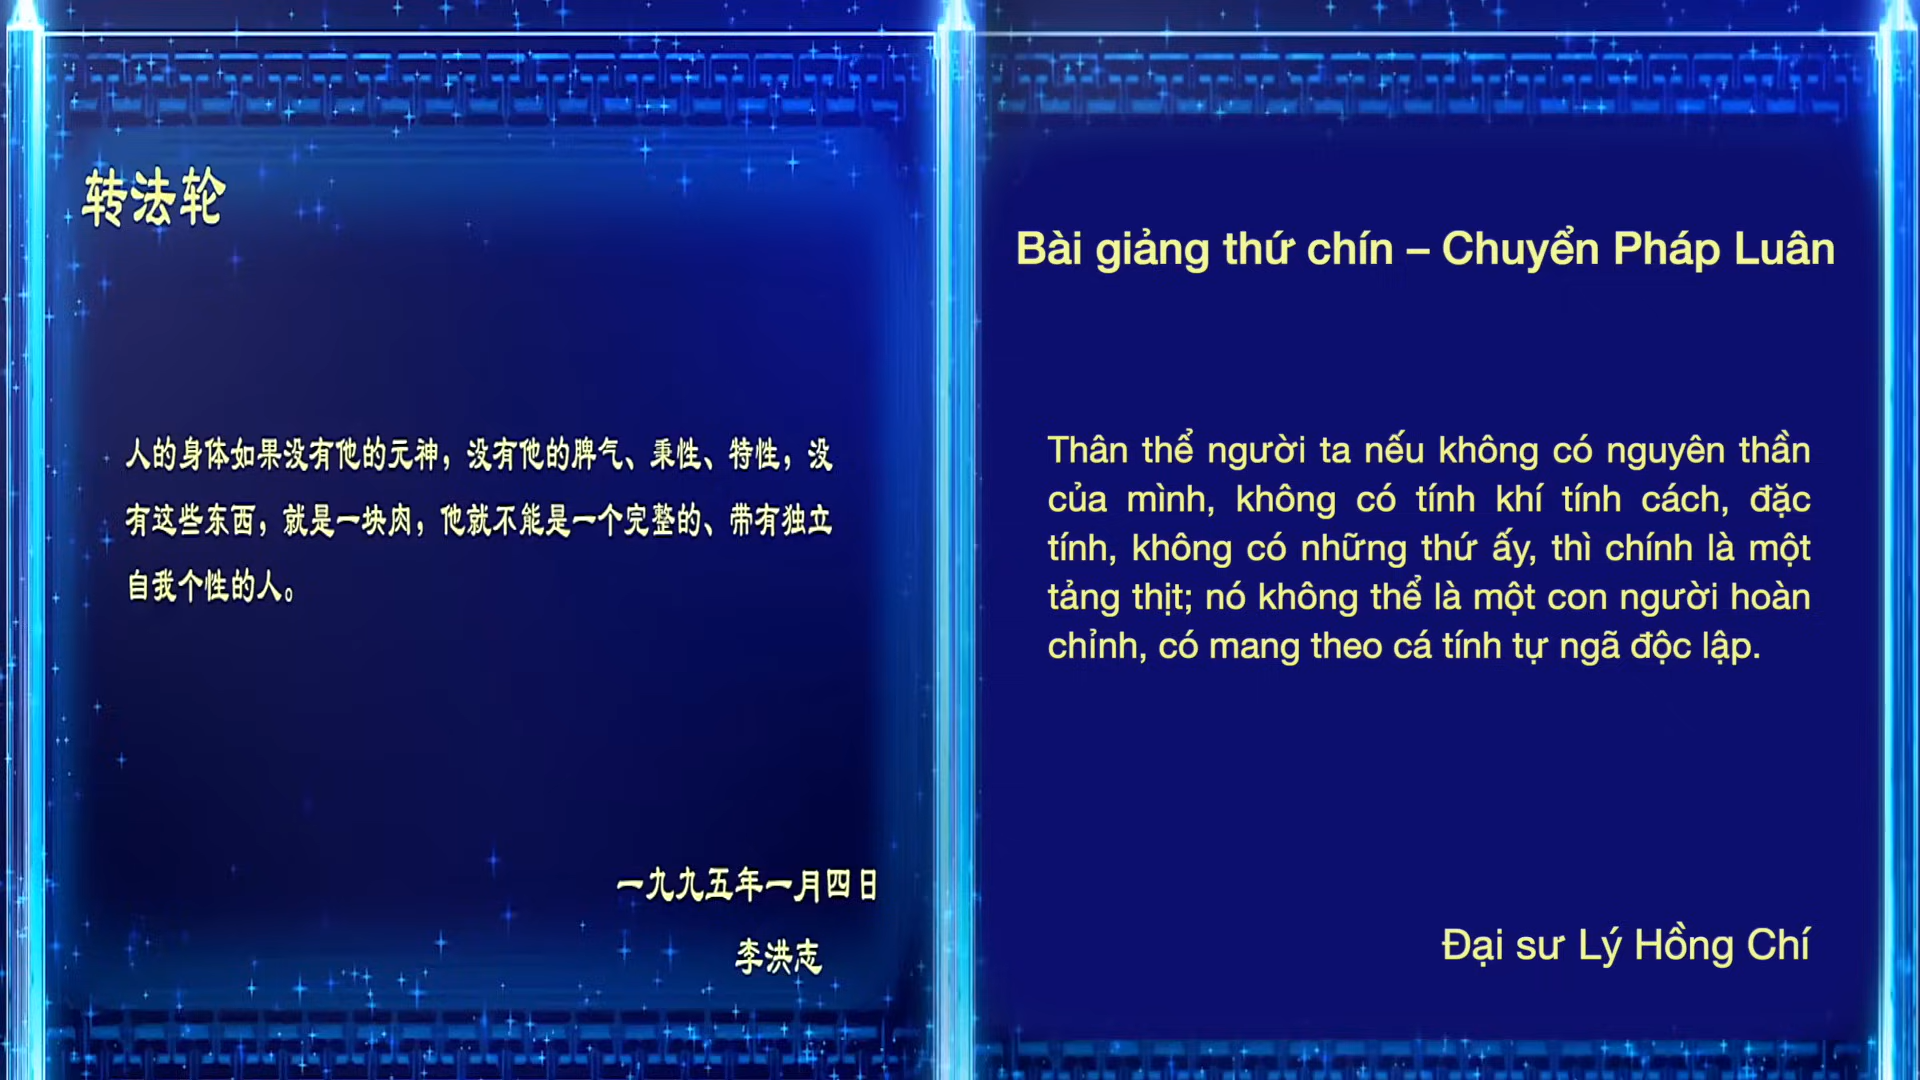 转法轮
人的身体如果没有他的元神，没有他的脾气、秉性、特性，没
有这些东西，就是一块肉，他就不能是一个完整的、带有独立
自我个性的人。
一九九五年一月四日
李洪志
Bài giảng thứ chín – Chuyển Pháp Luân
Thân thể người ta nếu không có nguyên thần
của mình, không có tính khí tính cách, đặc
tính, không có những thứ ấy, thì chính là một
tảng thịt; nó không thể là một con người hoàn
chỉnh, có mang theo cá tính tự ngã độc lập.
Đại sư Lý Hồng Chí